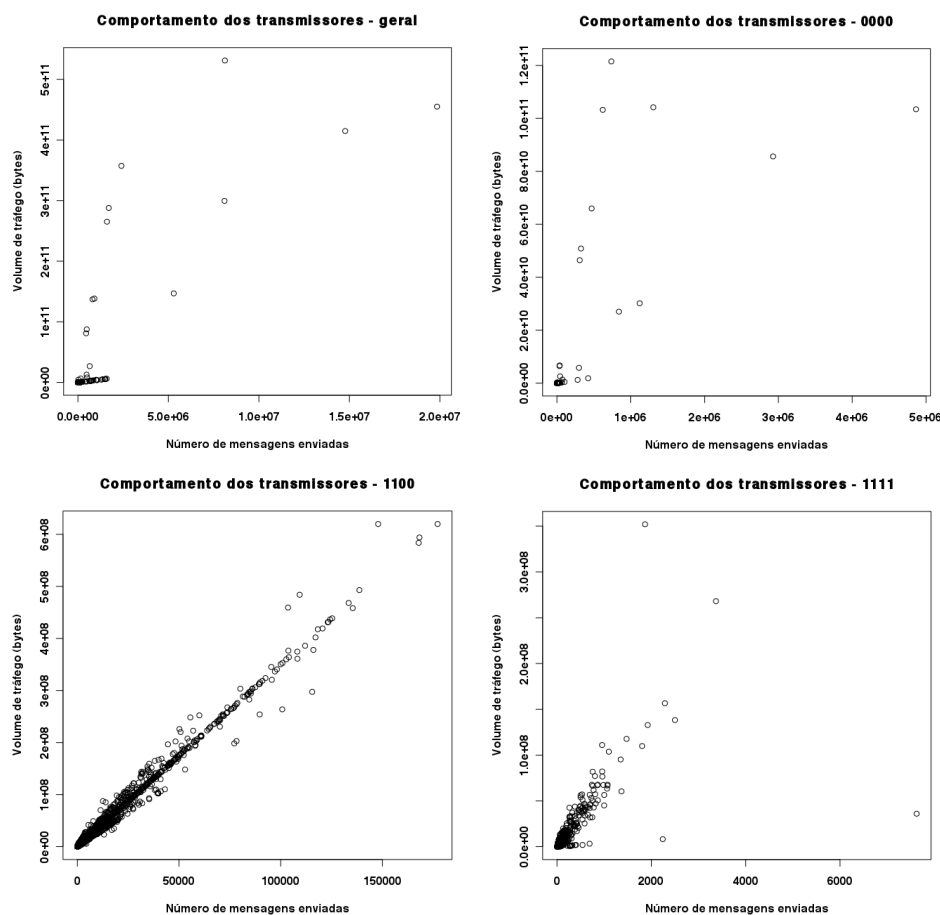 Comportamento dos transmissores - geral
Volume de tráfego (bytes)
5e+11
4e+11
3e+11
2e+11
1e+11
0e+00
0.0e+00 5.0e+06 1.0e+07 1.5e+07 2.0e+07
Número de mensagens enviadas
Comportamento dos transmissores - 0000
Volume de tráfego (bytes)
1.2e+11
1.0e+11
8.0e+10
6.0e+10
4.0e+10
2.0e+10
0.0e+00
0e+00 1e+06 2e+06 3e+06 4e+06 5e+06
Número de mensagens enviadas
Comportamento dos transmissores - 1100
Volume de tráfego (bytes)
6e+08
5e+08
4e+08
3e+08
2e+08
1e+08
0e+00
0 50000 100000 150000
Número de mensagens enviadas
Comportamento dos transmissores - 1111
Volume de tráfego (bytes)
3.0e+08
2.0e+08
1.0e+08
0.0e+00
0 2000 4000 6000
Número de mensagens enviadas